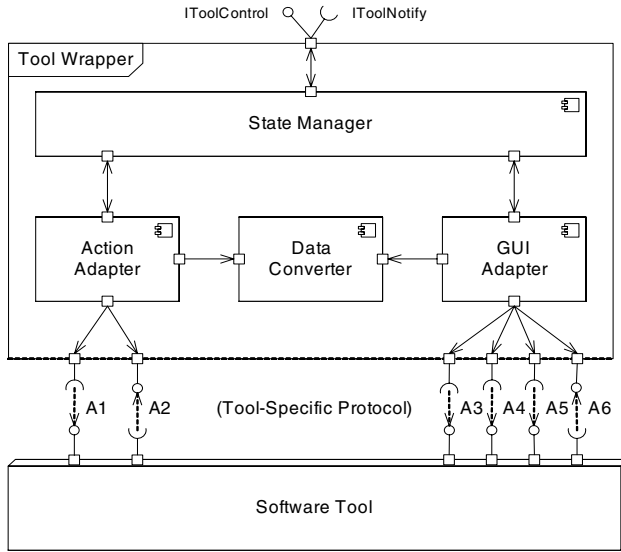 IToolControl IToolNotify
Tool Wrapper
State Manager
Action Adapter
Data Converter
GUI Adapter
A1 A2 (Tool-Specific Protocol) A3 A4 A5 A6
Software Tool